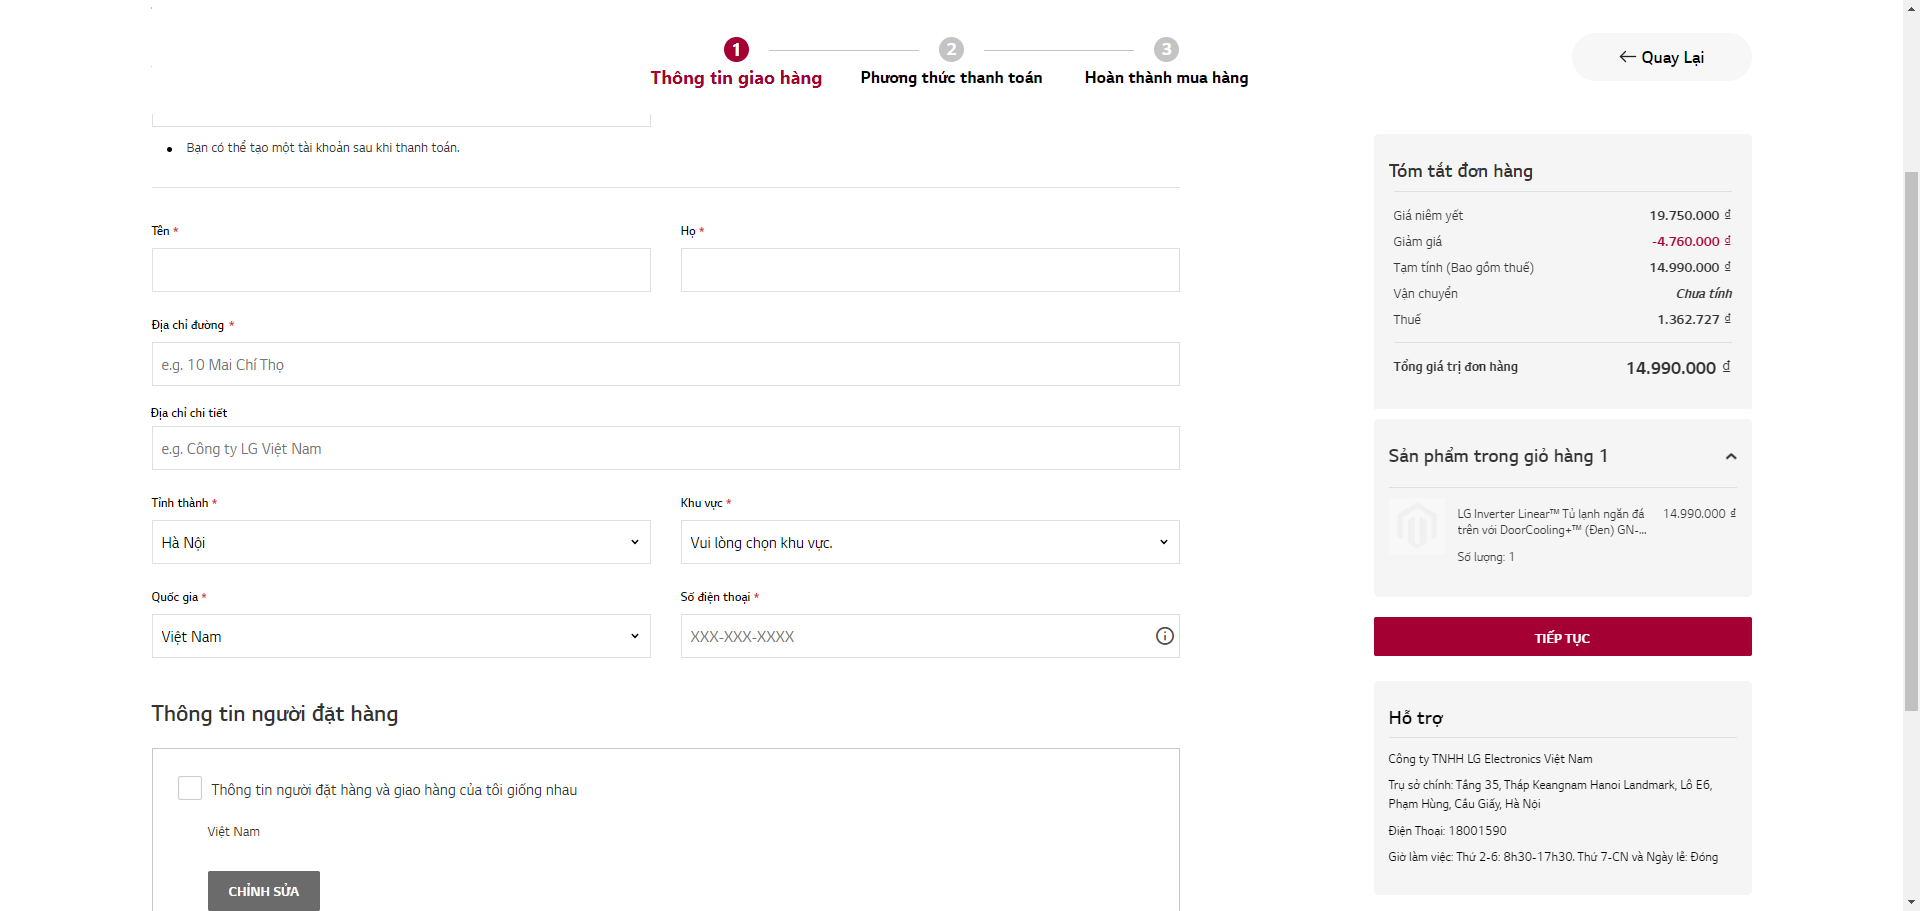 1
2
3
Thông tin giao hàng
Phương thức thanh toán
Hoàn thành mua hàng
Quay Lại
Bạn có thể tạo một tài khoản sau khi thanh toán.
Tên *
Họ *
Địa chỉ đường *
e.g. 10 Mai Chí Thọ
Địa chỉ chi tiết
e.g. Công ty LG Việt Nam
Tỉnh thành *
Khu vực *
Hà Nội
Vui lòng chọn khu vực.
Quốc gia *
Số điện thoại *
Việt Nam
XXX-XXX-XXXX
Thông tin người đặt hàng
Thông tin người đặt hàng và giao hàng của tôi giống nhau
Việt Nam
CHỈNH SỬA
Tóm tắt đơn hàng
Giá niêm yết 19.750.000 ₫
Giảm giá -4.760.000 ₫
Tạm tính (Bao gồm thuế) 14.990.000 ₫
Vận chuyển Chưa tính
Thuế 1.362.727 ₫
Tổng giá trị đơn hàng 14.990.000 ₫
Sản phẩm trong giỏ hàng 1
LG Inverter Linear™ Tủ lạnh ngăn đá 14.990.000 ₫
trên với DoorCooling+™ (Đen) GN-...
Số lượng: 1
TIẾP TỤC
Hỗ trợ
Công ty TNHH LG Electronics Việt Nam
Trụ sở chính: Tầng 35, Tháp Keangnam Hanoi Landmark, Lô E6,
Phạm Hùng, Cầu Giấy, Hà Nội
Điện Thoại: 18001590
Giờ làm việc: Thứ 2-6: 8h30-17h30. Thứ 7-CN và Ngày lễ: Đóng